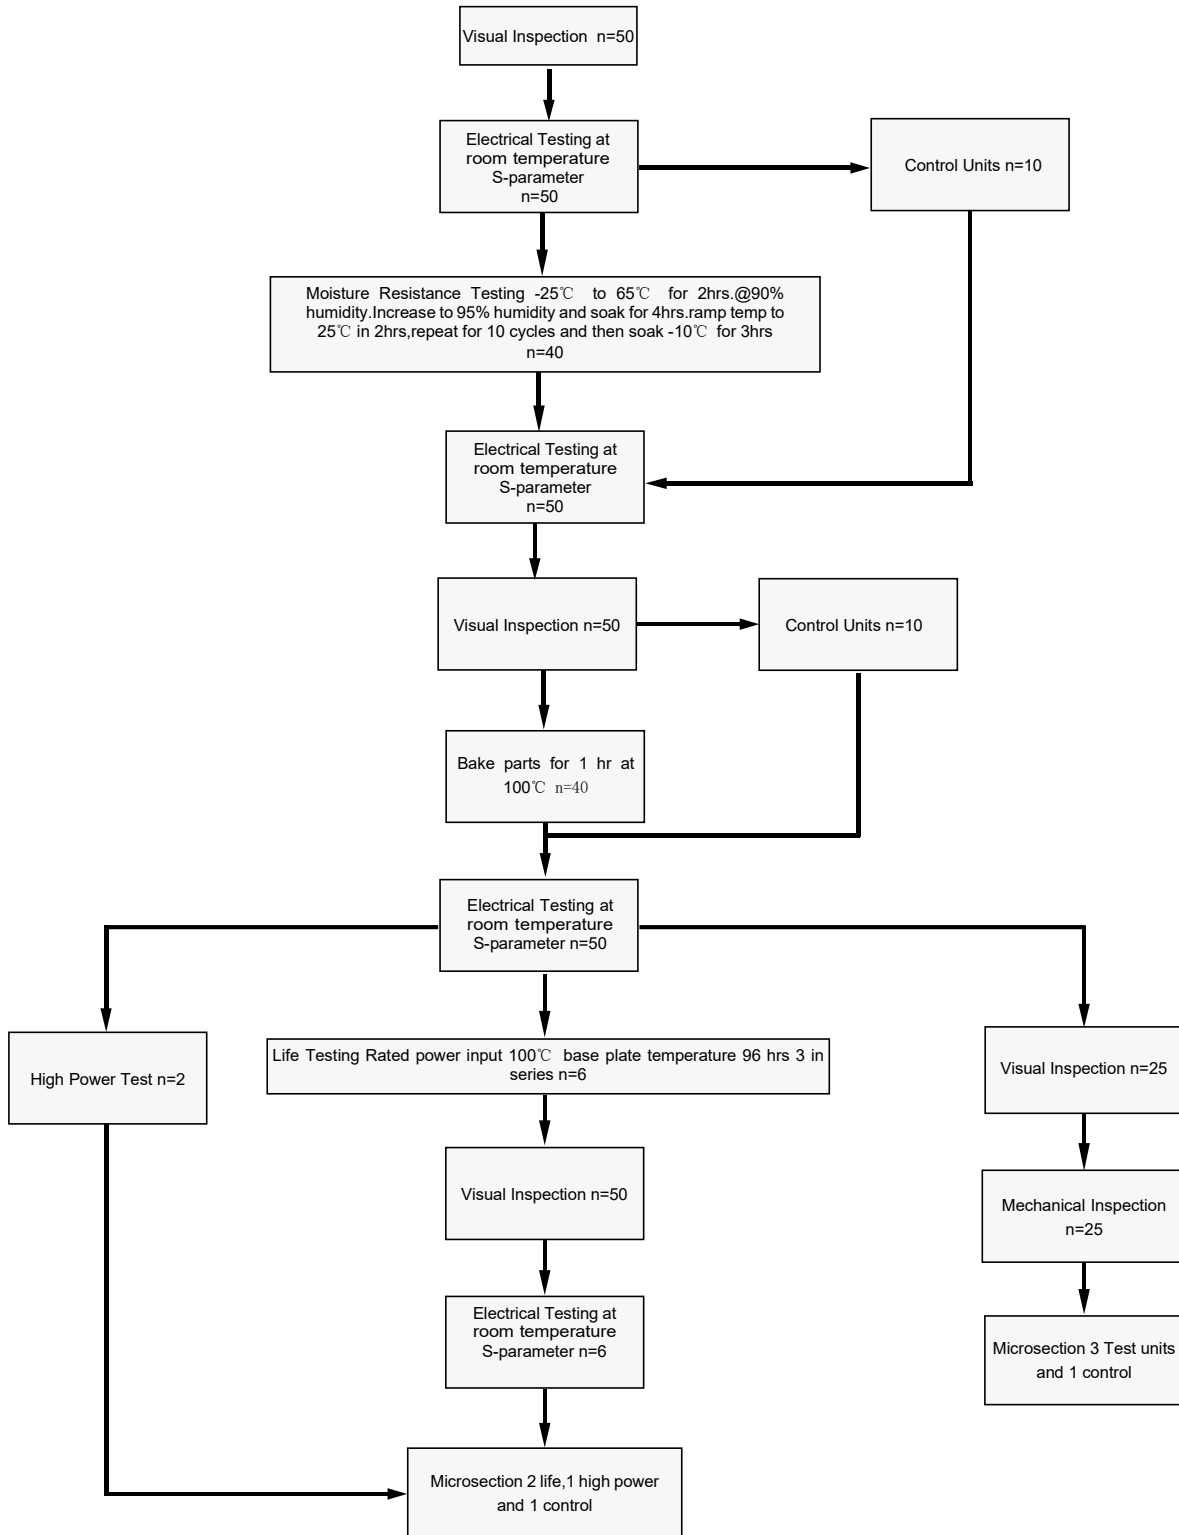 Visual Inspection n=50
Electrical Testing at
room temperature
S-parameter
n=50
Control Units n=10
Moisture Resistance Testing -25℃ to 65℃ for 2hrs.@90%
humidity.Increase to 95% humidity and soak for 4hrs.ramp temp to
25℃ in 2hrs,repeat for 10 cycles and then soak -10℃ for 3hrs
n=40
Electrical Testing at
room temperature
S-parameter
n=50
Visual Inspection n=50
Control Units n=10
Bake parts for 1 hr at
100℃ n=40
Electrical Testing at
room temperature
S-parameter n=50
High Power Test n=2
Life Testing Rated power input 100℃ base plate temperature 96 hrs 3 in
series n=6
Visual Inspection n=25
Visual Inspection n=50
Mechanical Inspection
n=25
Electrical Testing at
room temperature
S-parameter n=6
Microsection 3 Test units
and 1 control
Microsection 2 life,1 high power
and 1 control